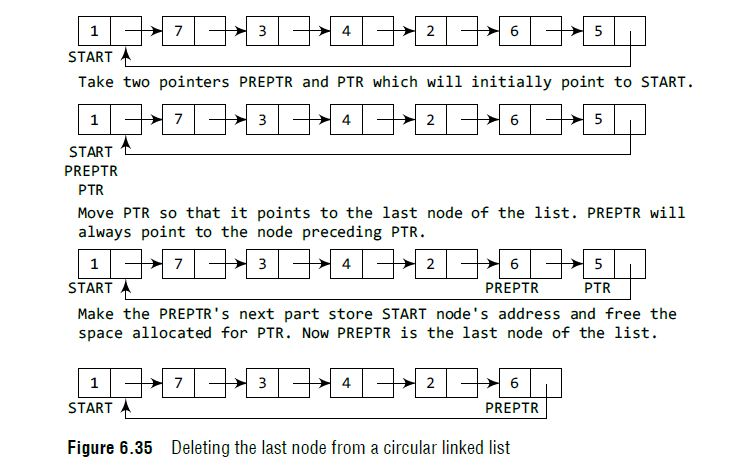 1 7 3 4 2 6 5
START
Take two pointers PREPTR and PTR which will initially point to START.
1 7 3 4 2 6 5
START
PREPTR
PTR
Move PTR so that it points to the last node of the list. PREPTR will
always point to the node preceding PTR.
1 7 3 4 2 6 5
START PREPTR PTR
Make the PREPTR's next part store START node's address and free the
space allocated for PTR. Now PREPTR is the last node of the list.
1 7 3 4 2 6
START PREPTR
Figure 6.35 Deleting the last node from a circular linked list